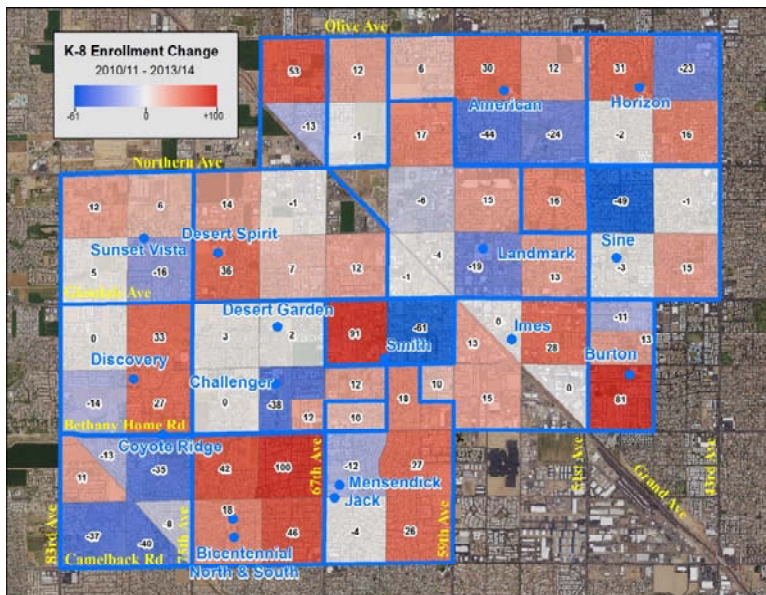 Olive Ave
K-8 Enrollment Change
2010/11 - 2013/14
-61 0 +100
53 12 6 30 12 31 -23
American Horizon
-13 -1 17 -44 -24 -2 16
Northern Ave
12 6 14 -1 -6 15 16 -49 -1
Sunset Vista Desert Spirit Landmark Sine
5 -16 36 7 12 -1 -4 -19 13 -3 15
Glendale Ave
Desert Garden
0 33 3 2 91 -61 13 Imes 28 -11 13
Smith
Discovery Burton
Challenger
-14 27 0 -38 12 18 10 15 0 61
12 10
Bethany Home Rd
Coyote Ridge
11 -13 -35 42 100 67th Ave -12 27 51st Ave Grand Ave 43rd Ave
Mensendick
Jack
83rd Ave -37 -40 75th Ave 18 46 -4 26 59th Ave
Camelback Rd
Bicentennial
North & South